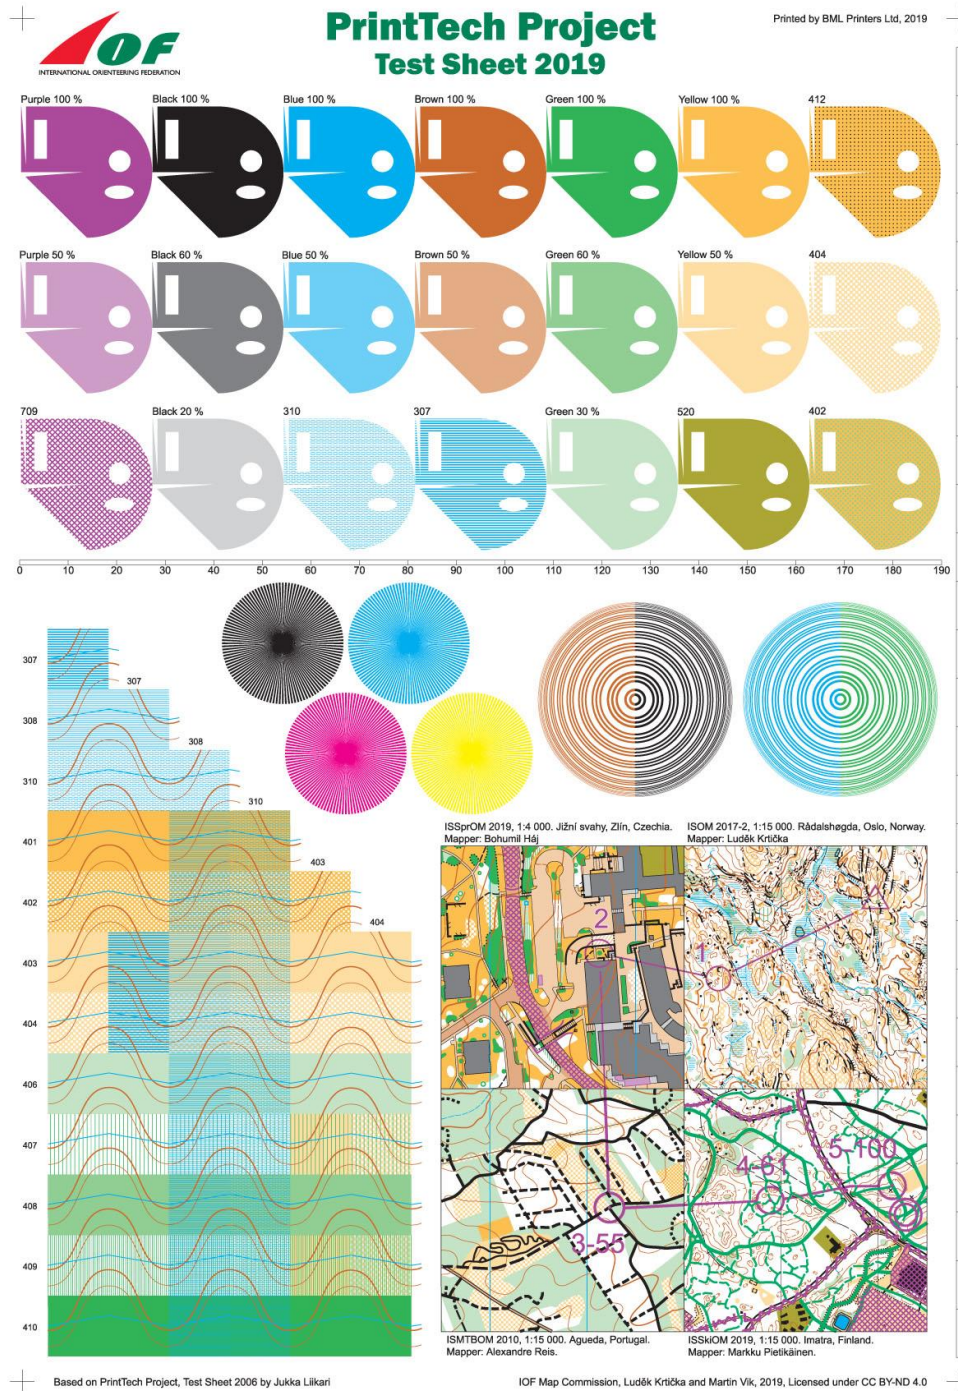 PrintTech Project
Test Sheet 2019
Printed by BML Printers Ltd, 2019
IOF
INTERNATIONAL ORIENTEERING FEDERATION
Purple 100 %
Black 100 %
Blue 100 %
Brown 100 %
Green 100 %
Yellow 100 %
412
Purple 50 %
Black 60 %
Blue 50 %
Brown 50 %
Green 60 %
Yellow 50 %
404
709
Black 20 %
310
307
Green 30 %
520
402
0 10 20 30 40 50 60 70 80 90 100 110 120 130 140 150 160 170 180 190
307
307
308
308
310
310
401
403
402
404
403
404
406
407
408
409
410
ISSprOM 2019, 1:4 000. Jižní svahy, Zlín, Czechia.
Mapper: Bohumil Háj
ISOM 2017-2, 1:15 000. Rådalshøgda, Oslo, Norway.
Mapper: Luděk Krtička
2
1
3-55
4-61
5-100
ISMTBOM 2010, 1:15 000. Agueda, Portugal.
Mapper: Alexandre Reis.
ISSkiOM 2019, 1:15 000. Imatra, Finland.
Mapper: Markku Pietikäinen.
Based on PrintTech Project, Test Sheet 2006 by Jukka Liikari
IOF Map Commission, Luděk Krtička and Martin Vik, 2019, Licensed under CC BY-ND 4.0